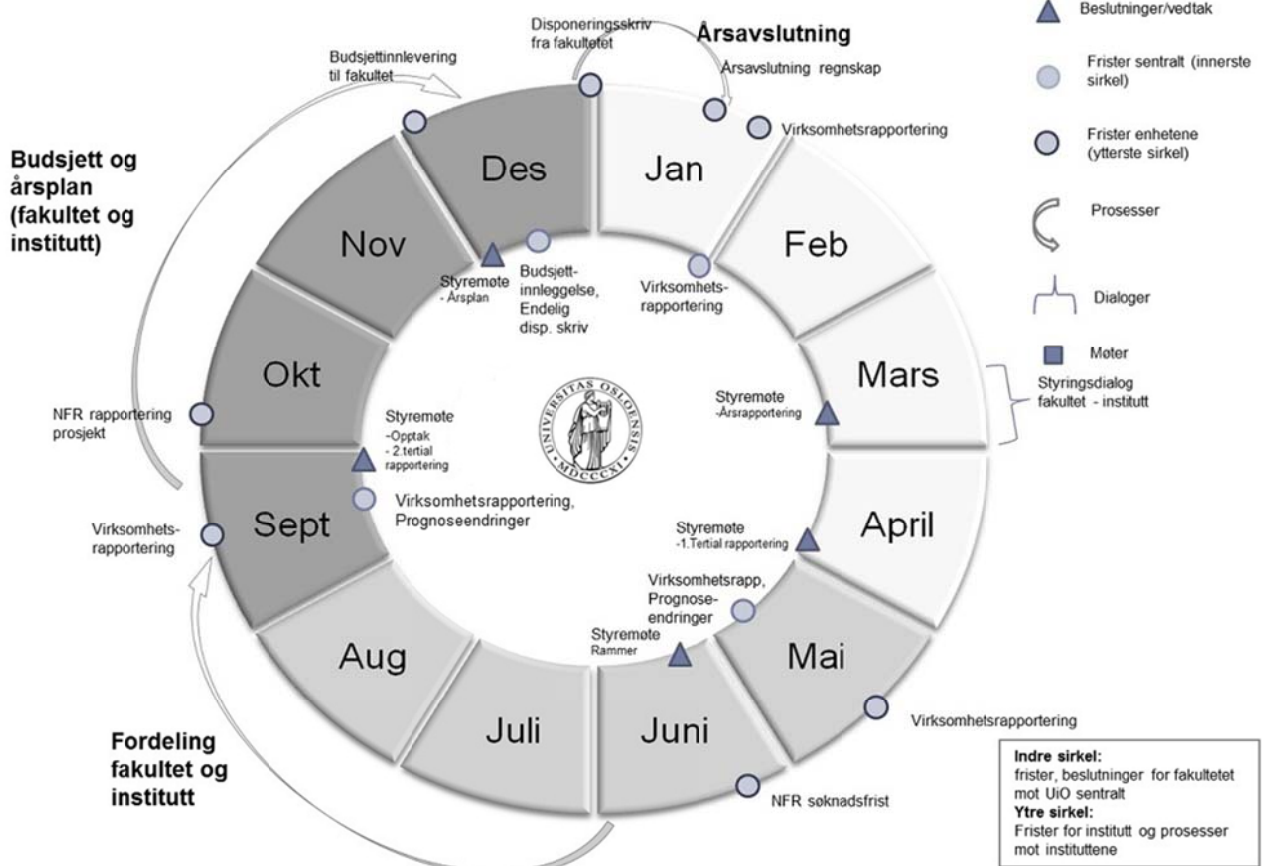 Disponeringsskriv
fra fakultetet
Årsavslutning
Årsavslutning regnskap
Budsjettinnlevering
til fakultet
Virksomhetsrapportering
Budsjett og
årsplan
(fakultet og
institutt)
Des
Jan
Nov
Feb
Okt
Mars
Sept
April
Aug
Mai
Juli
Juni
Styremøte
- Årsplan
Budsjett-
innleggelse,
Endelig
disp. skriv
Virksomhets-
rapportering
Styremøte
-Årsrapportering
NFR rapportering
prosjekt
Styremøte
-Opptak
- 2.tertial
rapportering
Virksomhetsrapportering,
Prognoseendringer
UNIVERSITAS OSLOENSIS
MDCCCXI
Virksomhets-
rapportering
Styremøte
-1.Tertial rapportering
Virksomhetsrapp,
Prognose-
endringer
Styremøte
Rammer
Fordeling
fakultet og
institutt
Virksomhetsrapportering
NFR søknadsfrist
Beslutninger/vedtak
Frister sentralt (innerste
sirkel)
Frister enhetene
(ytterste sirkel)
Prosesser
Dialoger
Møter
Styringsdialog
fakultet - institutt
Indre sirkel:
frister, beslutninger for fakultetet
mot UiO sentralt
Ytre sirkel:
Frister for institutt og prosesser
mot instituttene